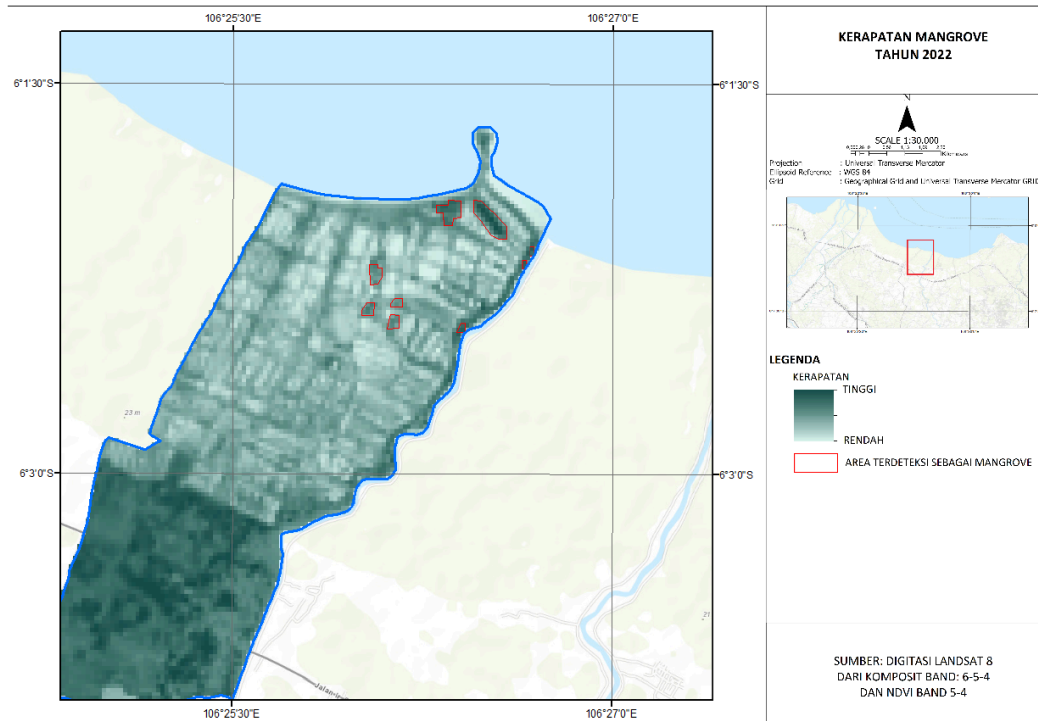 106°25'30"E 106°27'0"E
KERAPATAN MANGROVE
TAHUN 2022
6°1'30"S 6°1'30"S
N
SCALE 1:30.000
Kilometers
Projection : Universal Transverse Mercator
Ellipsoid Reference : WGS 84
Grid : Geographical Grid and Universal Transverse Mercator GRID
LEGENDA
KERAPATAN
TINGGI
RENDAH
AREA TERDETEKSI SEBAGAI MANGROVE
23 m
6°3'0"S 6°3'0"S
SUMBER: DIGITASI LANDSAT 8
DARI KOMPOSIT BAND: 6-5-4
DAN NDVI BAND 5-4
106°25'30"E 106°27'0"E